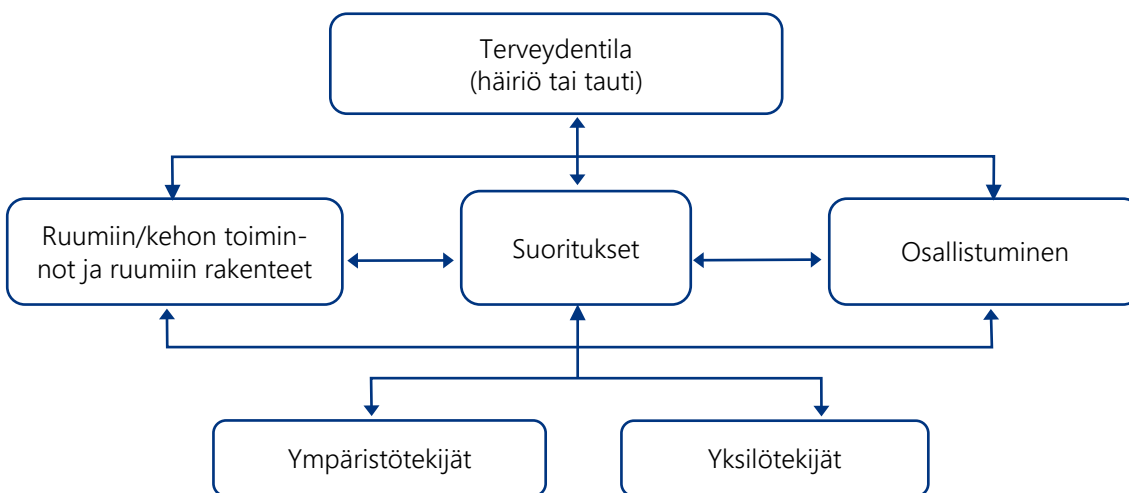 Terveydentila
(häiriö tai tauti)
Ruumiin/kehon toimin-
not ja ruumiin rakenteet
Suoritukset
Osallistuminen
Ympäristötekijät
Yksilötekijät